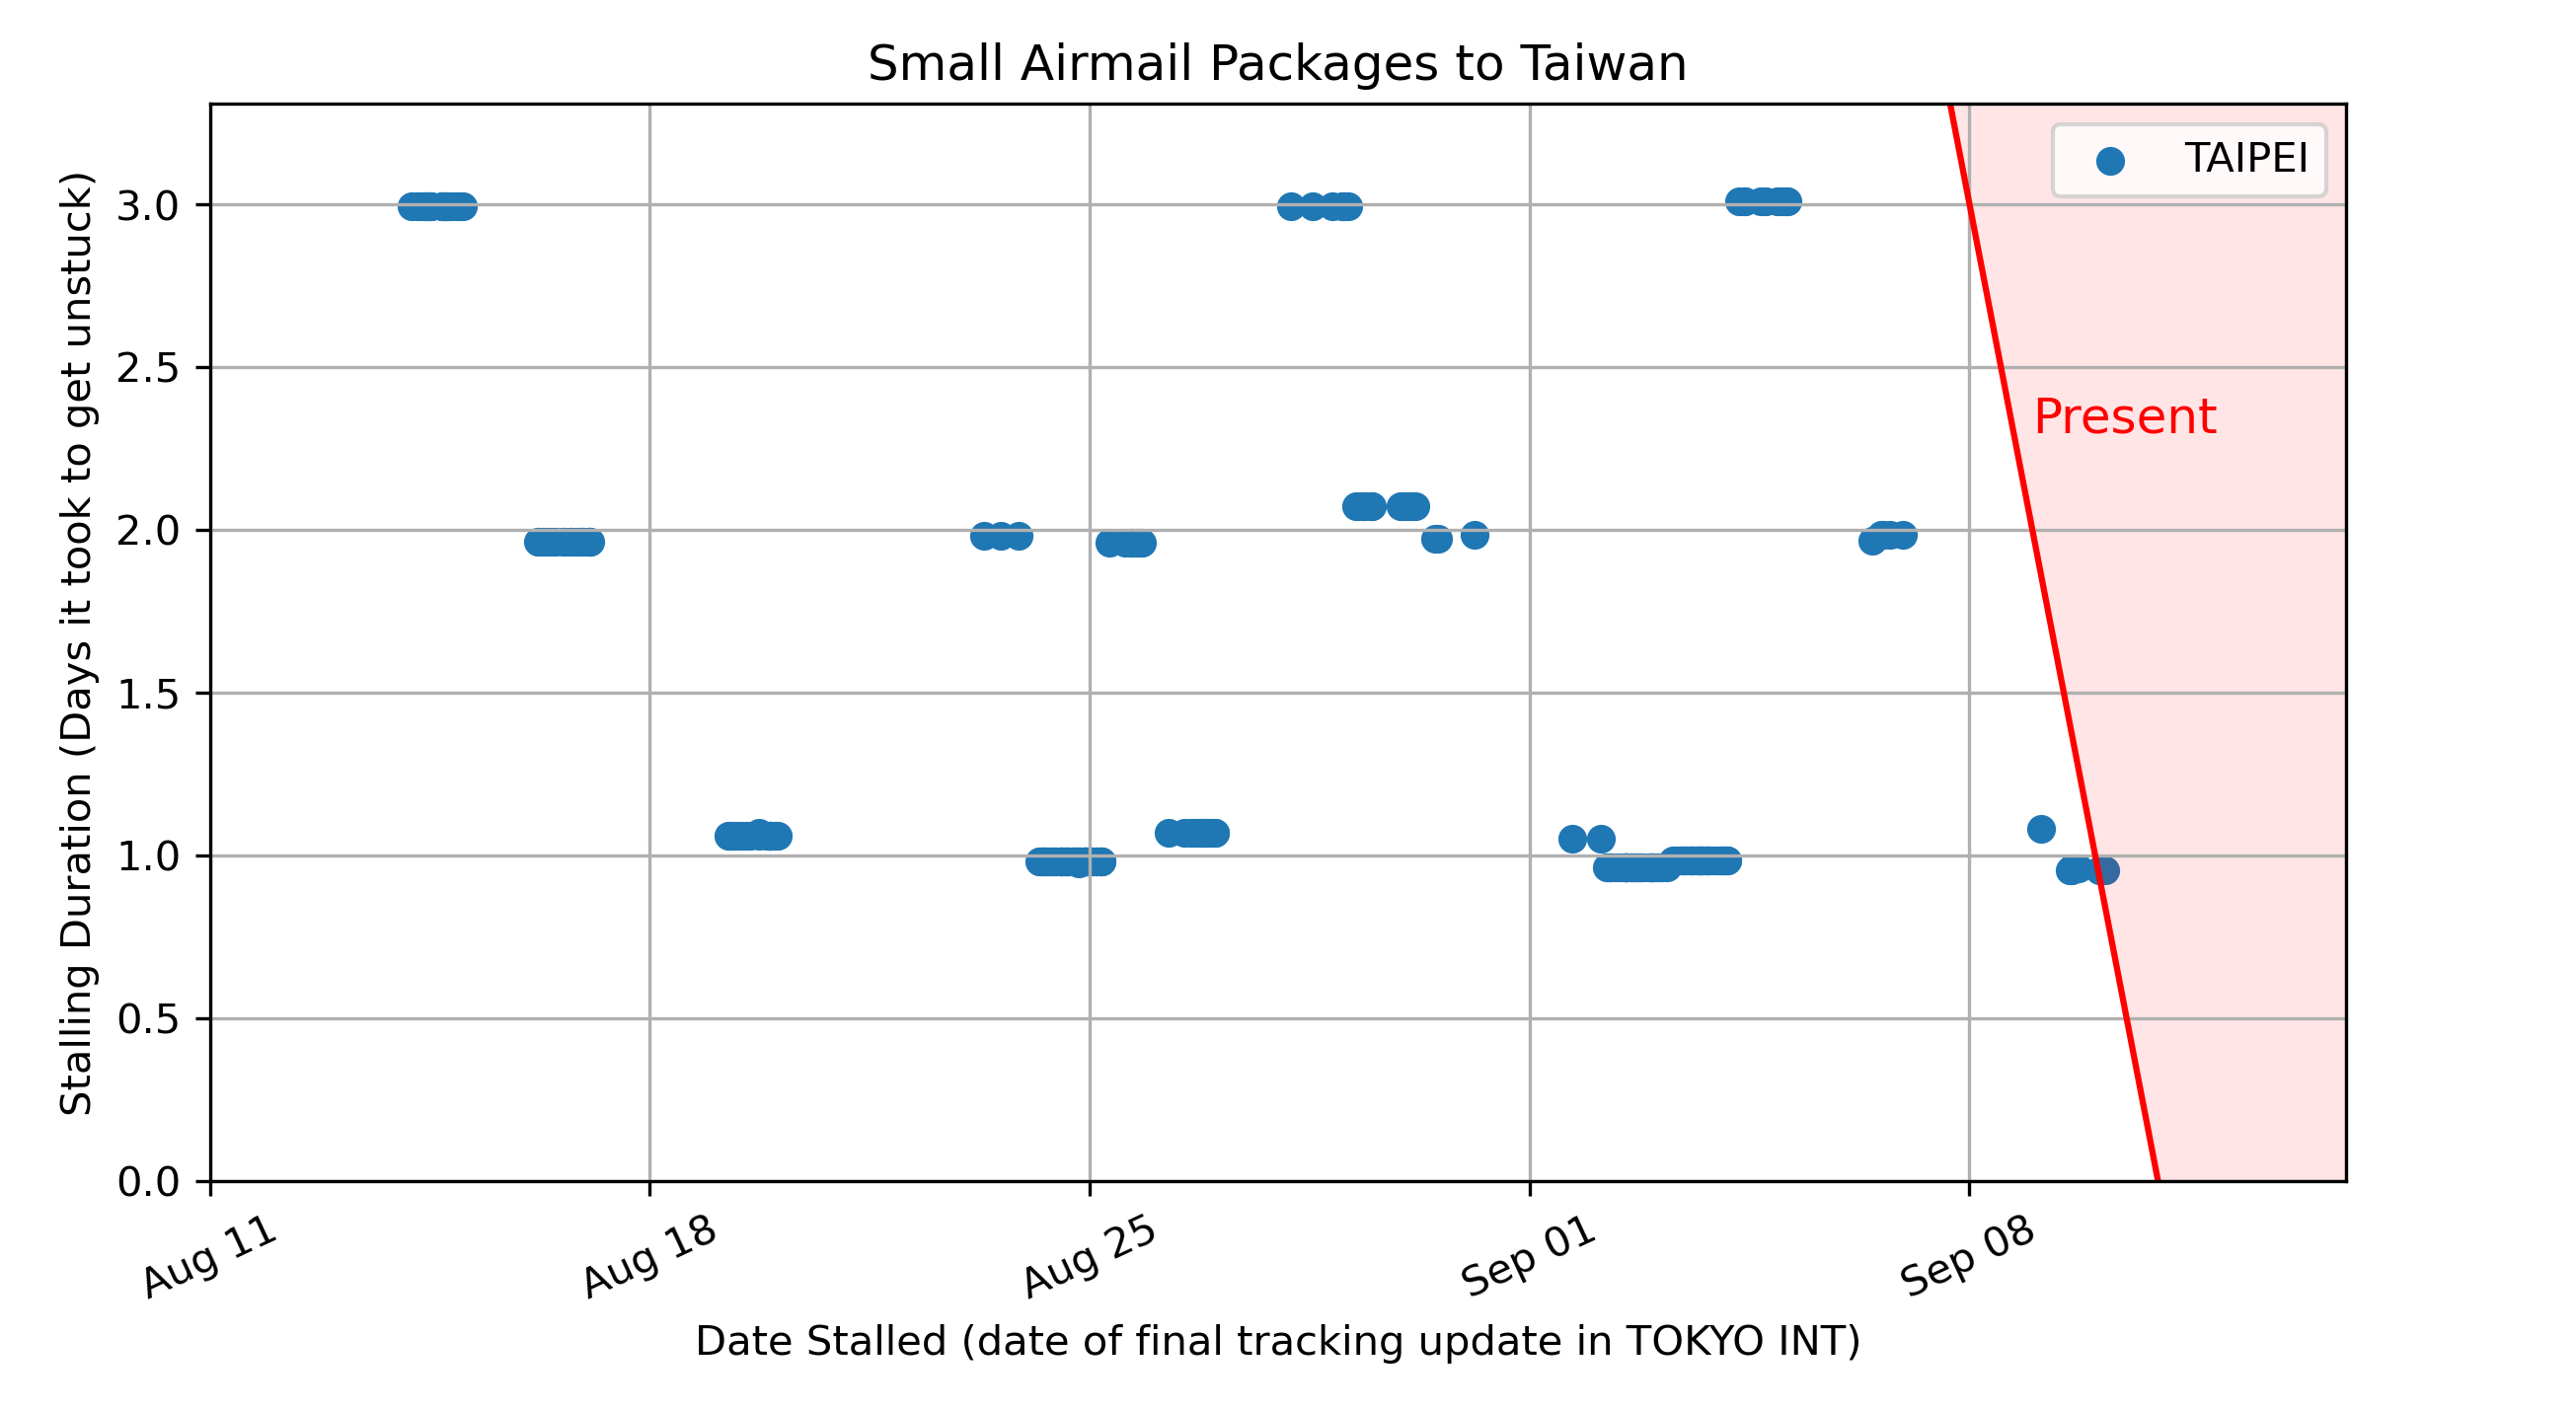 Small Airmail Packages to Taiwan
TAIPEI
Present
Stalling Duration (Days it took to get unstuck)
3.0
2.5
2.0
1.5
1.0
0.5
0.0
Aug 11
Aug 18
Aug 25
Sep 01
Sep 08
Date Stalled (date of final tracking update in TOKYO INT)